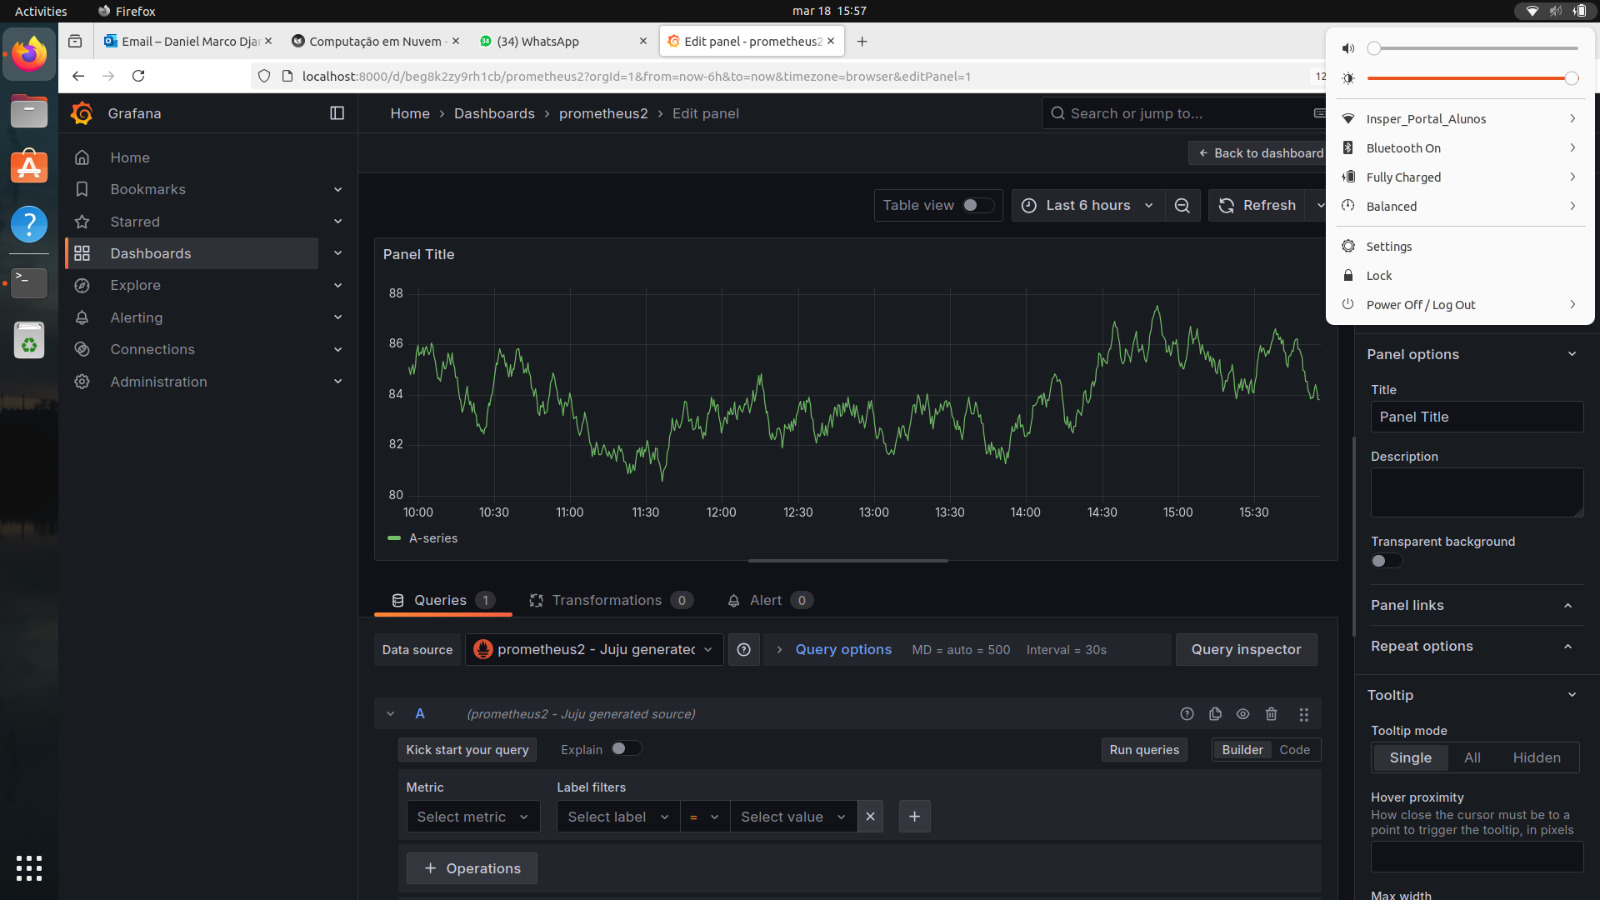 Activities
Firefox
mar 18 15:57
Email – Daniel Marco Djar
Computação em Nuvem
(34) WhatsApp
Edit panel - prometheus2
localhost:8000/d/beg8k2zy9rh1cb/prometheus2?orgId=1&from=now-6h&to=now&timezone=browser&editPanel=1
12
Grafana
Home
Dashboards
prometheus2
Edit panel
Search or jump to...
Back to dashboard
Home
Bookmarks
Starred
Dashboards
Explore
Alerting
Connections
Administration
Table view
Last 6 hours
Refresh
Panel Title
88
86
84
82
80
10:00
10:30
11:00
11:30
12:00
12:30
13:00
13:30
14:00
14:30
15:00
15:30
A-series
Queries 1
Transformations 0
Alert 0
Data source
prometheus2 - Juju generated
Query options
MD = auto = 500
Interval = 30s
Query inspector
A
(prometheus2 - Juju generated source)
Kick start your query
Explain
Run queries
Builder
Code
Metric
Label filters
Select metric
Select label
=
Select value
+ Operations
Insper_Portal_Alunos
Bluetooth On
Fully Charged
Balanced
Settings
Lock
Power Off / Log Out
Panel options
Title
Panel Title
Description
Transparent background
Panel links
Repeat options
Tooltip
Tooltip mode
Single
All
Hidden
Hover proximity
How close the cursor must be to a
point to trigger the tooltip, in pixels
Max width